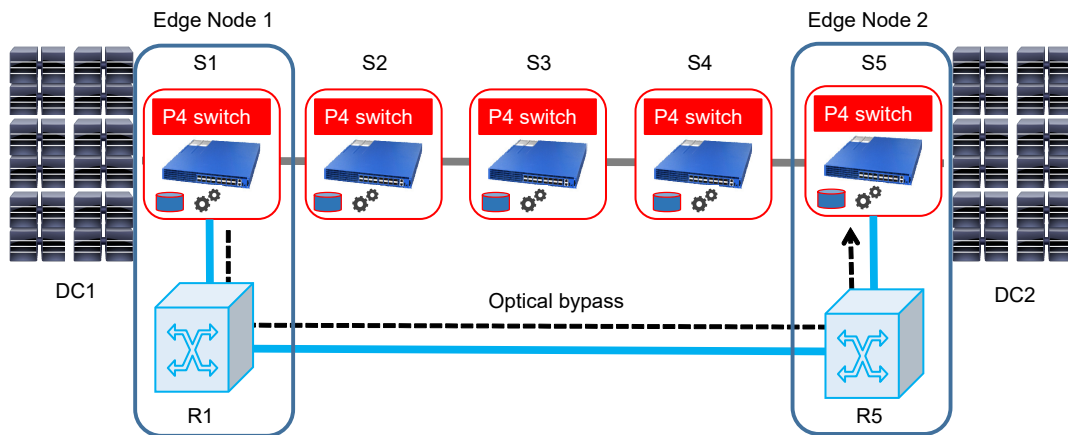 Edge Node 1
Edge Node 2
S1
S2
S3
S4
S5
P4 switch
P4 switch
P4 switch
P4 switch
P4 switch
DC1
Optical bypass
DC2
R1
R5